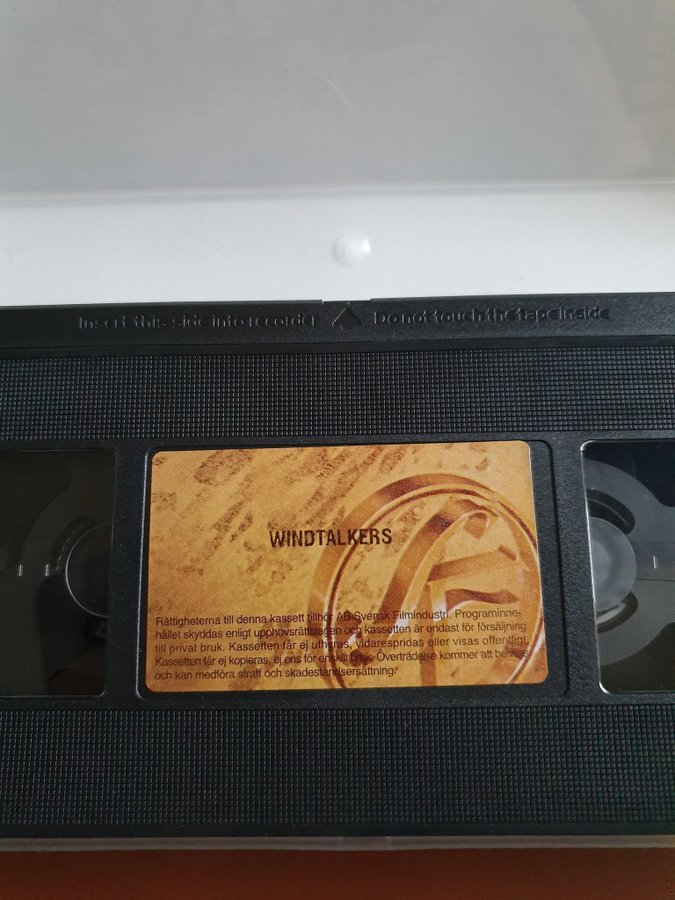 Insert this side into recorder Do not touch the tape inside
WINDTALKERS
Rättigheterna till denna kassett tillhör AB Svensk Filmindustri. Programinne-
hållet skyddas enligt upphovsrättslagen och kassetten är endast för försäljning
till privat bruk. Kassetten får ej uthyras, vidarespridas eller visas offentligt.
Kassetten får ej kopieras, ej ens för enskilt bruk. Överträdelse kommer att beivras
och kan medföra straff och skadeståndsersättning.